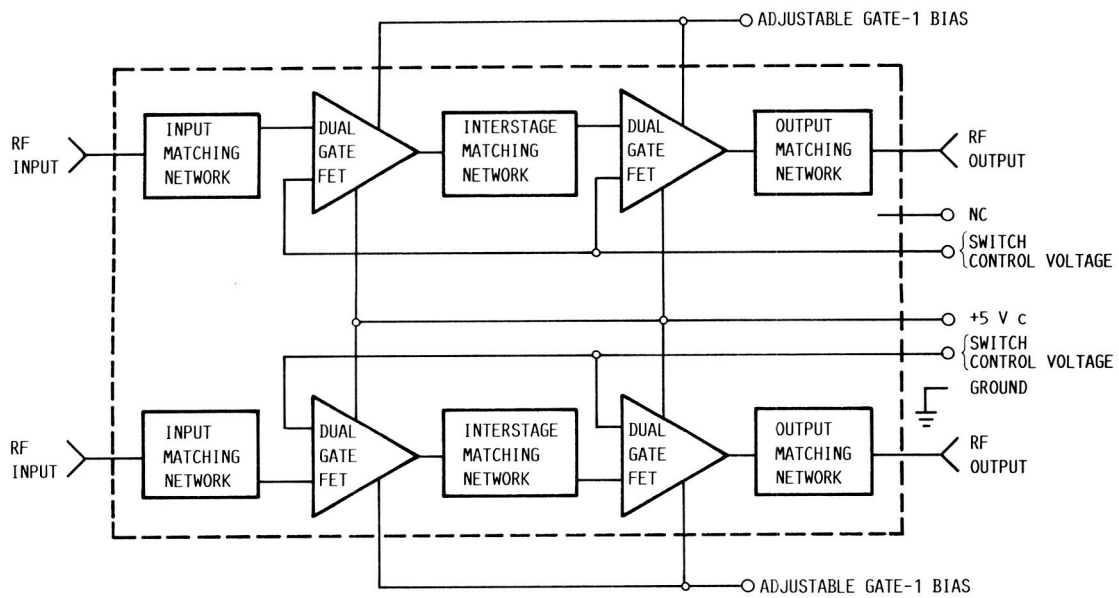 ADJUSTABLE GATE-1 BIAS
RF
INPUT
INPUT
MATCHING
NETWORK
DUAL
GATE
FET
INTERSTAGE
MATCHING
NETWORK
DUAL
GATE
FET
OUTPUT
MATCHING
NETWORK
RF
OUTPUT
NC
SWITCH
CONTROL VOLTAGE
+5 V c
SWITCH
CONTROL VOLTAGE
GROUND
RF
INPUT
INPUT
MATCHING
NETWORK
DUAL
GATE
FET
INTERSTAGE
MATCHING
NETWORK
DUAL
GATE
FET
OUTPUT
MATCHING
NETWORK
RF
OUTPUT
ADJUSTABLE GATE-1 BIAS